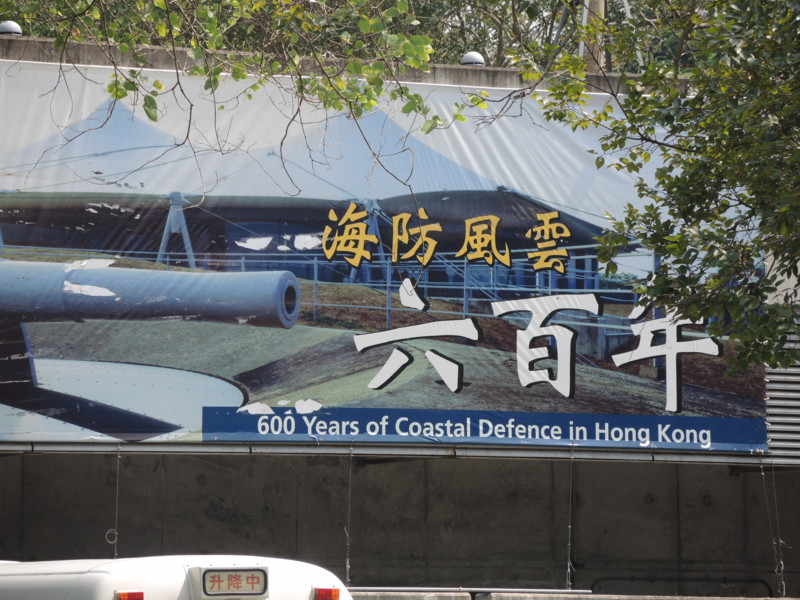 海防風雲
六百年
600 Years of Coastal Defence in Hong Kong
升降中